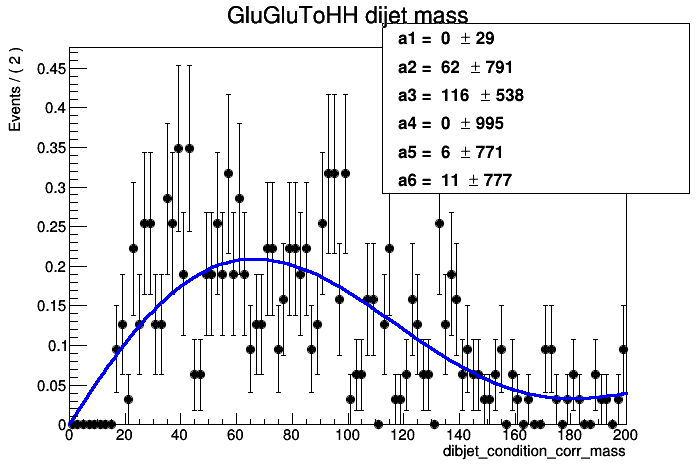 GluGluToHH dijet mass
a1 = 0 ± 29
a2 = 62 ± 791
a3 = 116 ± 538
a4 = 0 ± 995
a5 = 6 ± 771
a6 = 11 ± 777
Events / ( 2 )
0.45
0.4
0.35
0.3
0.25
0.2
0.15
0.1
0.05
0
0 20 40 60 80 100 120 140 160 180 200
dibjet_condition_corr_mass